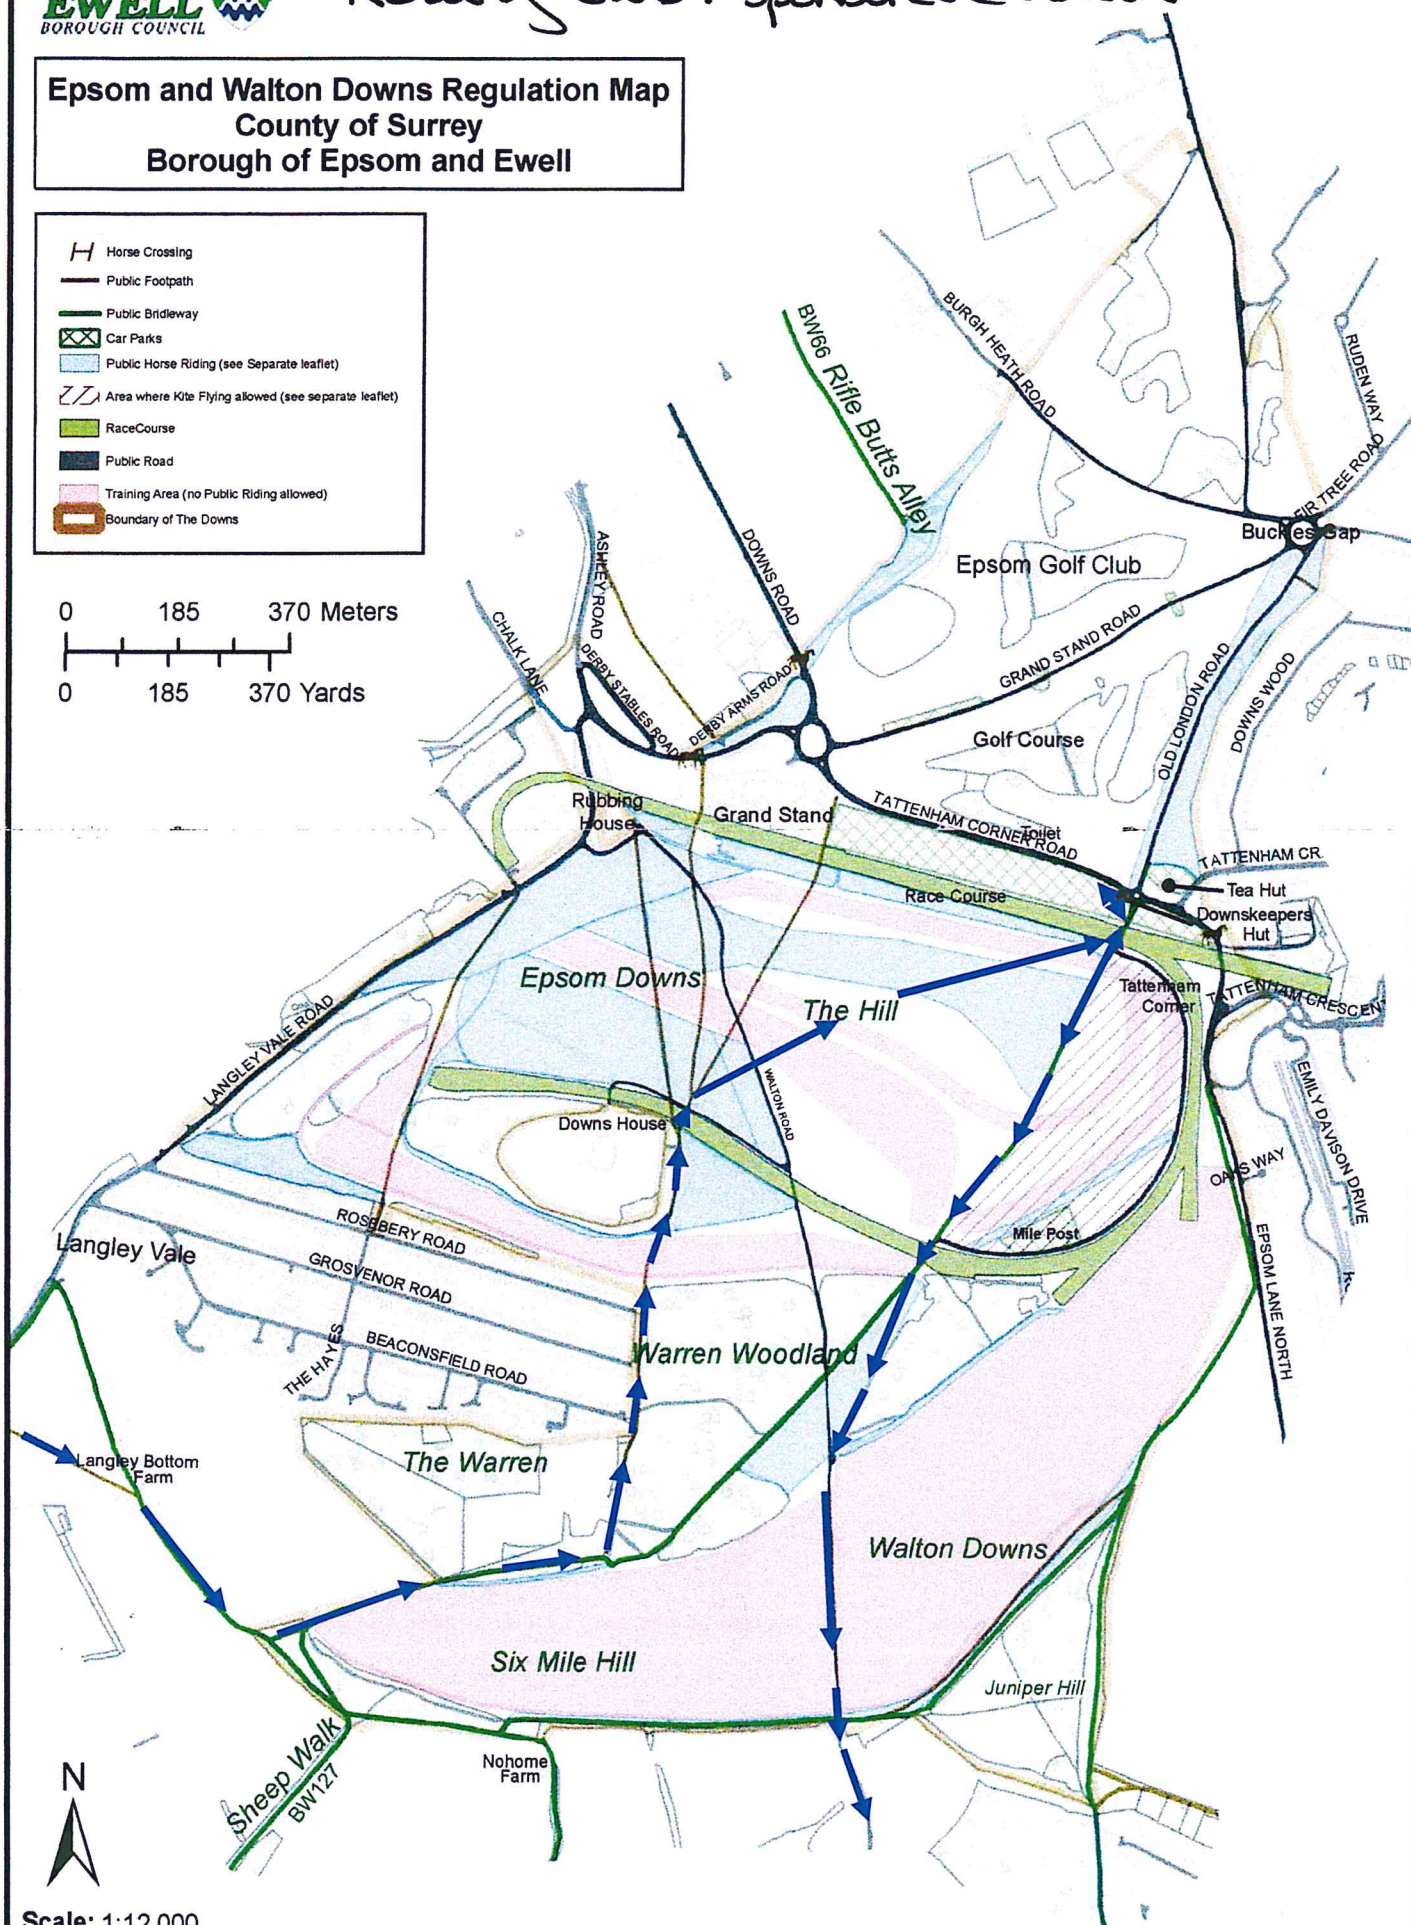 EWELL
BOROUGH COUNCIL
Epsom and Walton Downs Regulation Map
County of Surrey
Borough of Epsom and Ewell
Horse Crossing
Public Footpath
Public Bridleway
Car Parks
Public Horse Riding (see Separate leaflet)
Area where Kite Flying allowed (see separate leaflet)
RaceCourse
Public Road
Training Area (no Public Riding allowed)
Boundary of The Downs
0 185 370 Meters
0 185 370 Yards
BURGH HEATH ROAD
RUDEN WAY
BW66 Rifle Butts Alley
FIR TREE ROAD
Buckles Gap
ASHLEY ROAD
DOWNS ROAD
Epsom Golf Club
CHALK LANE
DERBY STABLES ROAD
DERBY ARMS ROAD
GRAND STAND ROAD
OLD LONDON ROAD
DOWNS WOOD
Golf Course
Rubbing
House
Grand Stand
TATTENHAM CORNER ROAD
Toilet
TATTENHAM CR.
Tea Hut
Race Course
Downskeepers
Hut
Epsom Downs
The Hill
Tattenham
Corner
TATTENHAM CRESCENT
LANGLEY VALE ROAD
WALTON ROAD
EMILY DAVISON DRIVE
Downs House
OAKS WAY
EPSOM LANE NORTH
Mile Post
Langley Vale
ROSEBERY ROAD
GROSVENOR ROAD
BEACONSFIELD ROAD
THE HAYES
Warren Woodland
Langley Bottom
Farm
The Warren
Walton Downs
Six Mile Hill
Juniper Hill
Sheep Walk
BW127
Nohome
Farm
N
Scale: 1:12,000